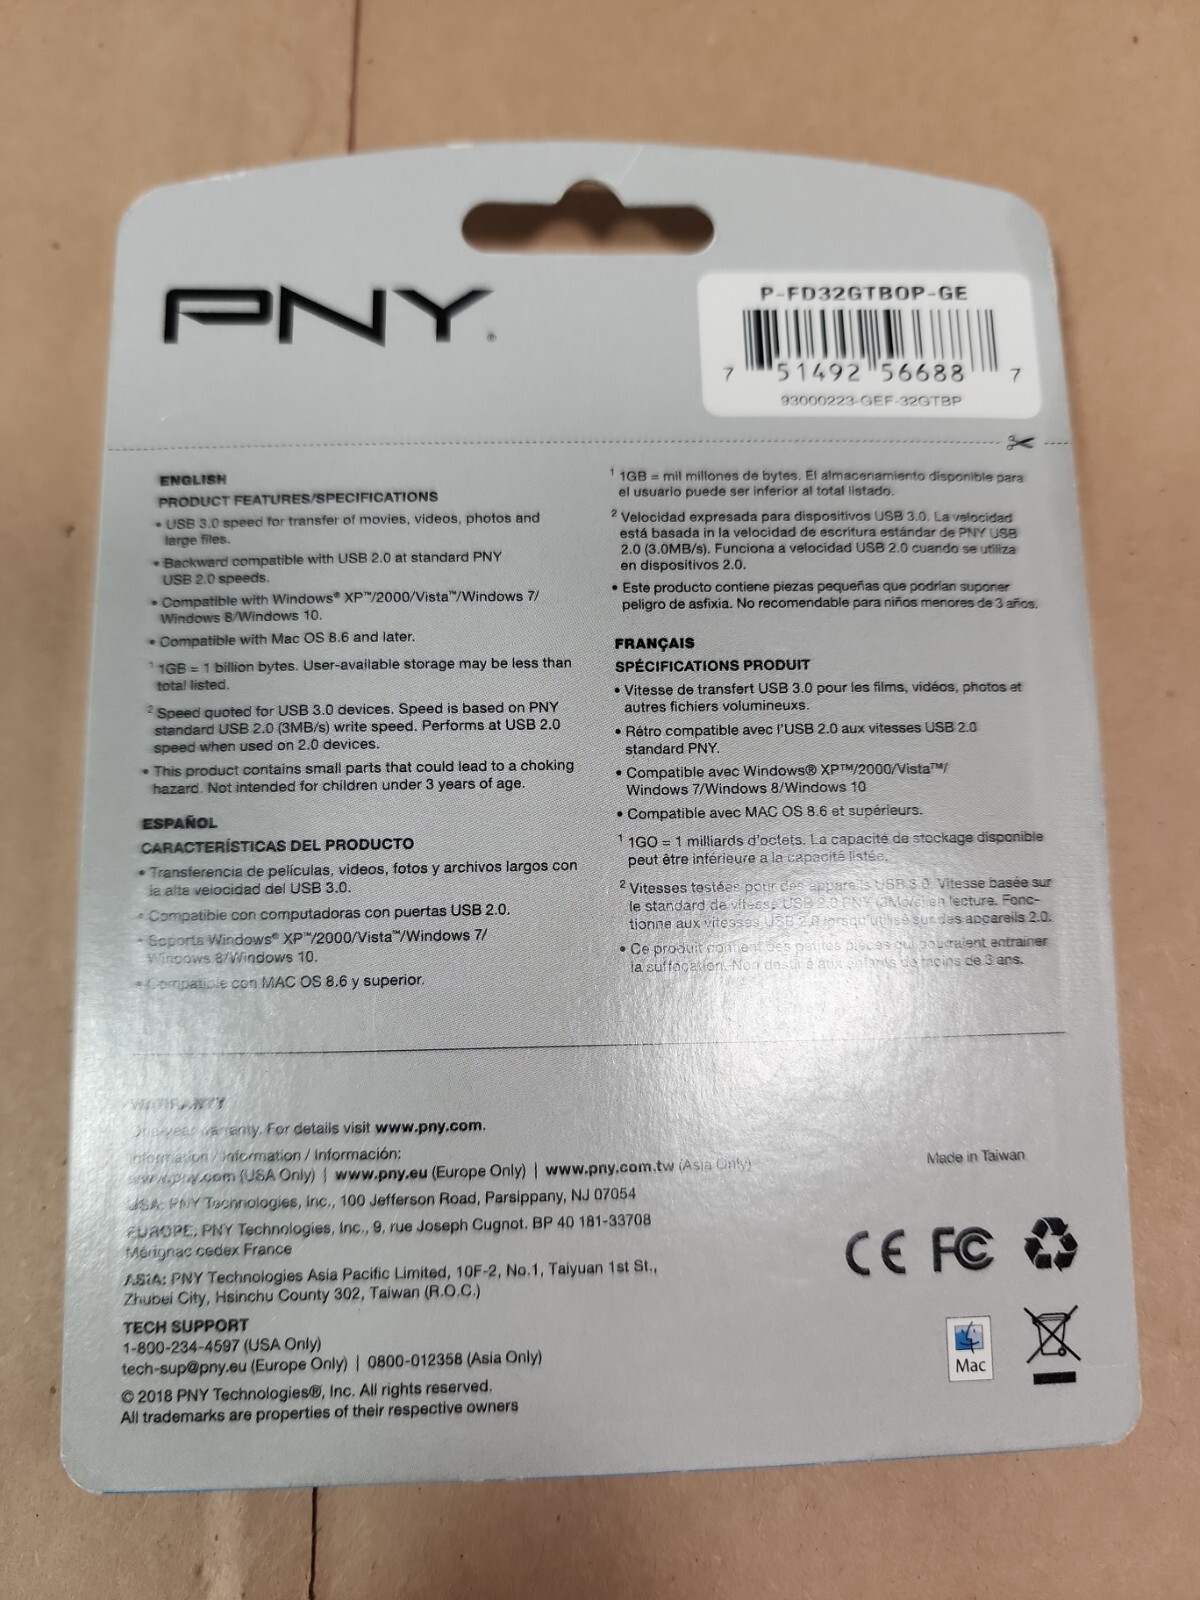 PNY®
P-FD32GTBOP-GE
7 51492 56688 7
93000223-GEF-32GTBP
ENGLISH
PRODUCT FEATURES/SPECIFICATIONS
• USB 3.0 speed for transfer of movies, videos, photos and
large files.
• Backward compatible with USB 2.0 at standard PNY
USB 2.0 speeds.
• Compatible with Windows® XP™/2000/Vista™/Windows 7/
Windows 8/Windows 10.
• Compatible with Mac OS 8.6 and later.
1 1GB = 1 billion bytes. User-available storage may be less than
total listed.
2 Speed quoted for USB 3.0 devices. Speed is based on PNY
standard USB 2.0 (3MB/s) write speed. Performs at USB 2.0
speed when used on 2.0 devices.
• This product contains small parts that could lead to a choking
hazard. Not intended for children under 3 years of age.
ESPAÑOL
CARACTERÍSTICAS DEL PRODUCTO
• Transferencia de películas, videos, fotos y archivos largos con
la alta velocidad del USB 3.0.
• Compatible con computadoras con puertas USB 2.0.
• Soporta Windows® XP™/2000/Vista™/Windows 7/
Windows 8/Windows 10.
• Compatible con MAC OS 8.6 y superior.
1 1GB = mil millones de bytes. El almacenamiento disponible para
el usuario puede ser inferior al total listado.
2 Velocidad expresada para dispositivos USB 3.0. La velocidad
está basada in la velocidad de escritura estándar de PNY USB
2.0 (3.0MB/s). Funciona a velocidad USB 2.0 cuando se utiliza
en dispositivos 2.0.
• Este producto contiene piezas pequeñas que podrían suponer
peligro de asfixia. No recomendable para niños menores de 3 años.
FRANÇAIS
SPÉCIFICATIONS PRODUIT
• Vitesse de transfert USB 3.0 pour les films, vidéos, photos et
autres fichiers volumineuxs.
• Rétro compatible avec l'USB 2.0 aux vitesses USB 2.0
standard PNY.
• Compatible avec Windows® XP™/2000/Vista™/
Windows 7/Windows 8/Windows 10
• Compatible avec MAC OS 8.6 et supérieurs.
1 1GO = 1 milliards d'octets. La capacité de stockage disponible
peut être inférieure a la capacité listée.
2 Vitesses testées pour des appareils USB 3.0. Vitesse basée sur
le standard de vitesse USB 2.0 PNY (3Mo/s) en lecture. Fonc-
tionne aux vitesses USB 2.0 lorsqu'utilisé sur des appareils 2.0.
• Ce produit contient des petites pièces qui pourraient entrainer
la suffocation. Non destiné aux enfants de moins de 3 ans.
WARRANTY
One-year warranty. For details visit www.pny.com.
Information / Information / Información:
www.pny.com (USA Only) | www.pny.eu (Europe Only) | www.pny.com.tw (Asia Only)
USA: PNY Technologies, Inc., 100 Jefferson Road, Parsippany, NJ 07054
EUROPE, PNY Technologies, Inc., 9, rue Joseph Cugnot. BP 40 181-33708
Mérignac cedex France
ASIA: PNY Technologies Asia Pacific Limited, 10F-2, No.1, Taiyuan 1st St.,
Zhubei City, Hsinchu County 302, Taiwan (R.O.C.)
TECH SUPPORT
1-800-234-4597 (USA Only)
tech-sup@pny.eu (Europe Only) | 0800-012358 (Asia Only)
© 2018 PNY Technologies®, Inc. All rights reserved.
All trademarks are properties of their respective owners
Made in Taiwan
CE FC
Mac